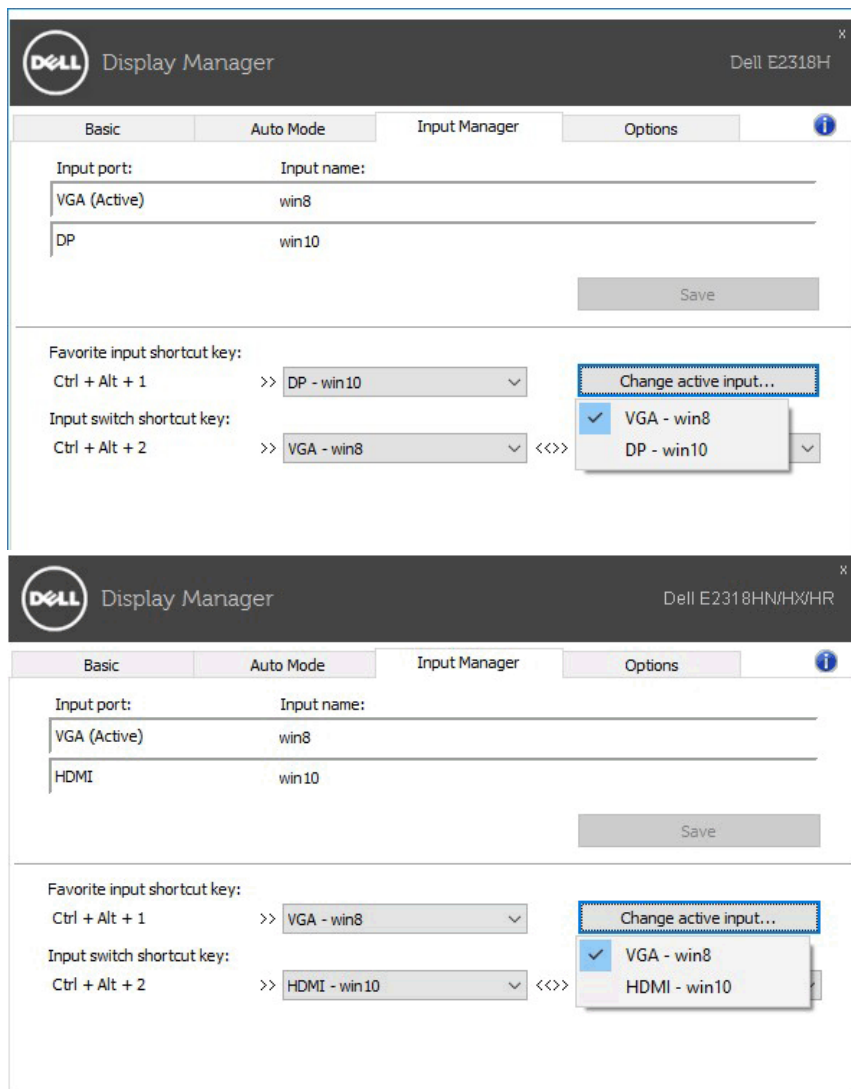 x
DELL Display Manager Dell E2318H
Basic Auto Mode Input Manager Options i
Input port: Input name:
VGA (Active) win8
DP win10
Save
Favorite input shortcut key:
Ctrl + Alt + 1 >> DP - win10 Change active input...
Input switch shortcut key: VGA - win8
Ctrl + Alt + 2 >> VGA - win8 <<>> DP - win10
x
DELL Display Manager Dell E2318HN/HX/HR
Basic Auto Mode Input Manager Options i
Input port: Input name:
VGA (Active) win8
HDMI win10
Save
Favorite input shortcut key:
Ctrl + Alt + 1 >> VGA - win8 Change active input...
Input switch shortcut key: VGA - win8
Ctrl + Alt + 2 >> HDMI - win10 <<>> HDMI - win10